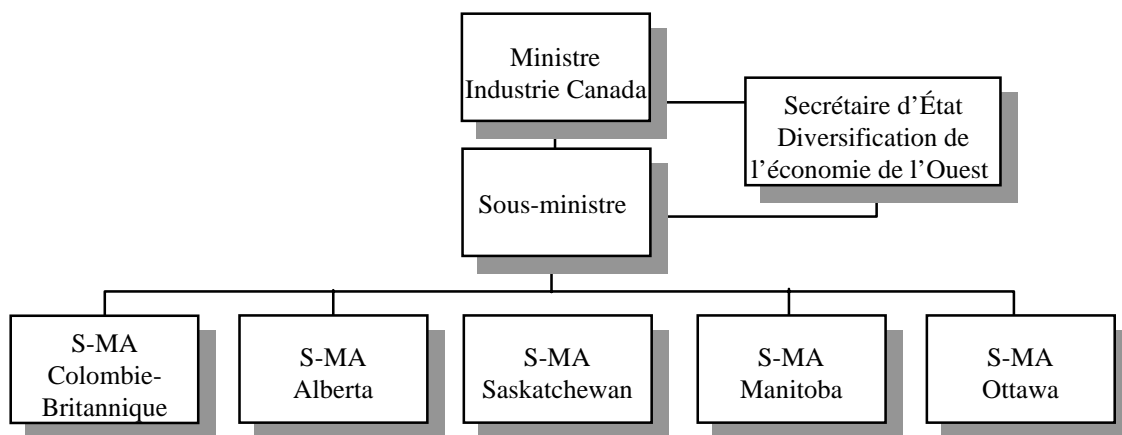 Ministre
Industrie Canada
Secrétaire d’État
Diversification de
l’économie de l’Ouest
Sous-ministre
S-MA
Colombie-
Britannique
S-MA
Alberta
S-MA
Saskatchewan
S-MA
Manitoba
S-MA
Ottawa